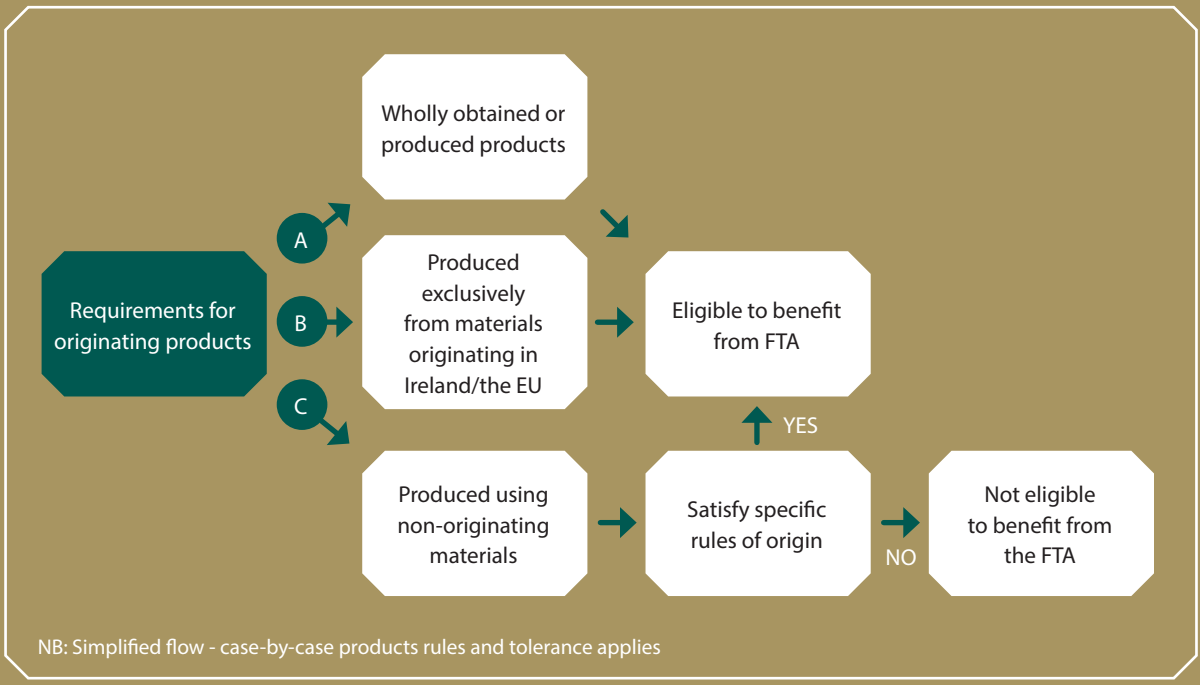 Wholly obtained or
produced products
A
Requirements for
originating products
B
Produced
exclusively
from materials
originating in
Ireland/the EU
Eligible to benefit
from FTA
C
YES
Produced using
non-originating
materials
Satisfy specific
rules of origin
NO
Not eligible
to benefit from
the FTA
NB: Simplified flow - case-by-case products rules and tolerance applies